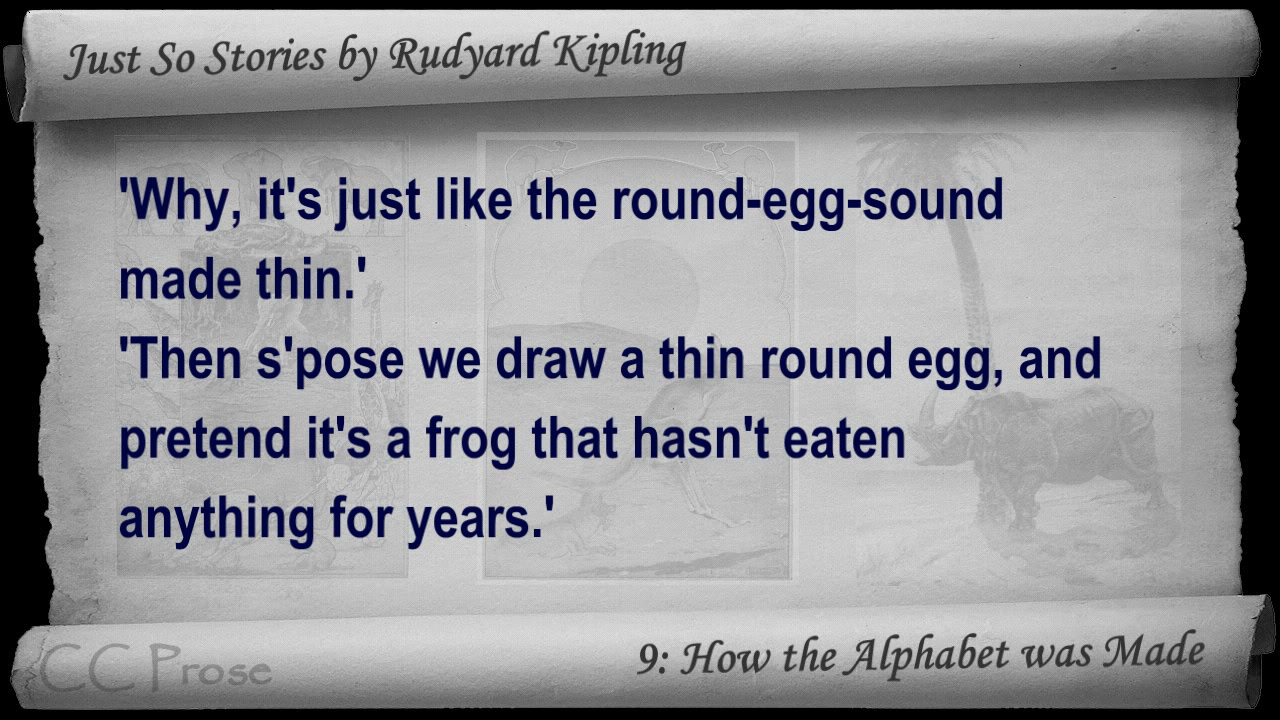 Just So Stories by Rudyard Kipling
'Why, it's just like the round-egg-sound
made thin.'
'Then s'pose we draw a thin round egg, and
pretend it's a frog that hasn't eaten
anything for years.'
CC Prose
9: How the Alphabet was Made